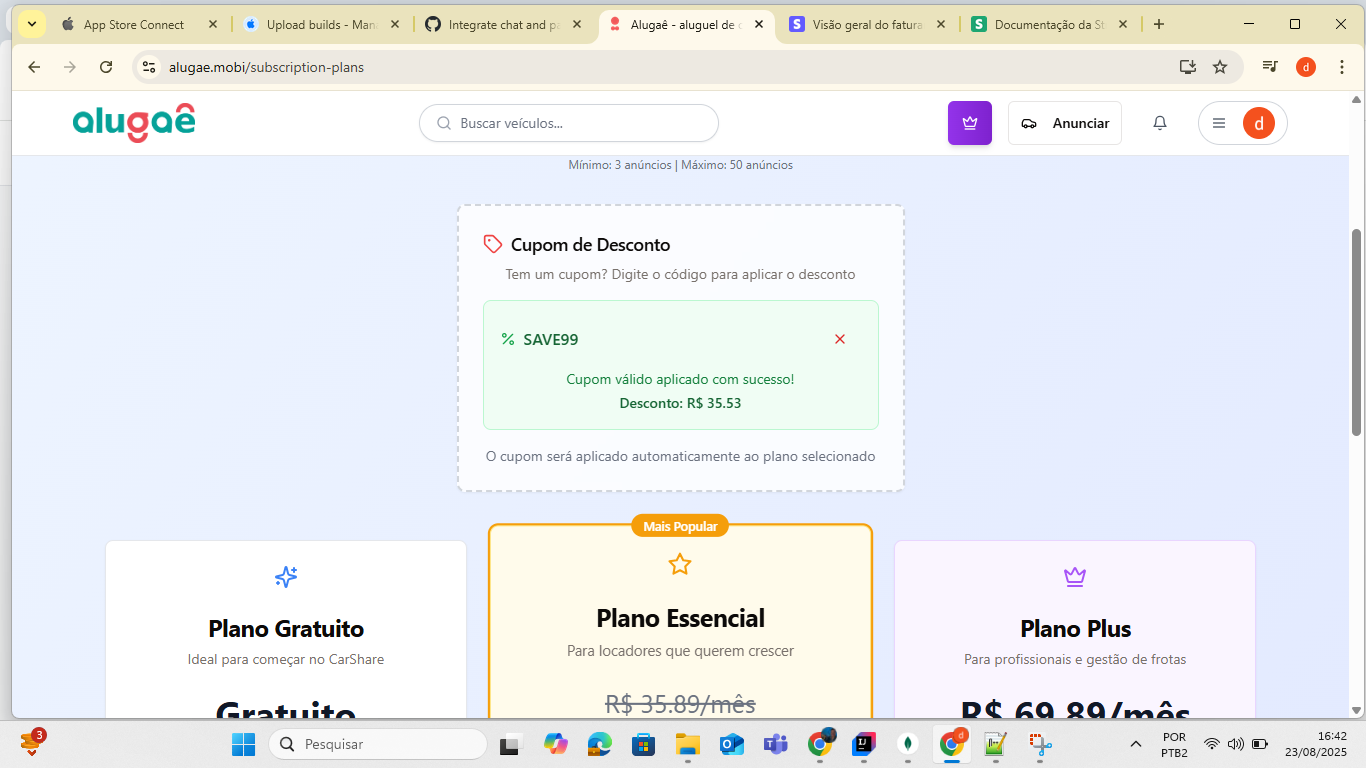 App Store Connect
Upload builds - Man
Integrate chat and pa
Alugaê - aluguel de c
Visão geral do fatura
Documentação da St
alugae.mobi/subscription-plans
d
alugaê
Buscar veículos...
Anunciar
d
Mínimo: 3 anúncios | Máximo: 50 anúncios
Cupom de Desconto
Tem um cupom? Digite o código para aplicar o desconto
% SAVE99
Cupom válido aplicado com sucesso!
Desconto: R$ 35.53
O cupom será aplicado automaticamente ao plano selecionado
Mais Popular
Plano Gratuito
Ideal para começar no CarShare
Gratuito
Plano Essencial
Para locadores que querem crescer
R$ 35.89/mês
Plano Plus
Para profissionais e gestão de frotas
R$ 69.89/mês
3
Pesquisar
d
POR
PTB2
16:42
23/08/2025